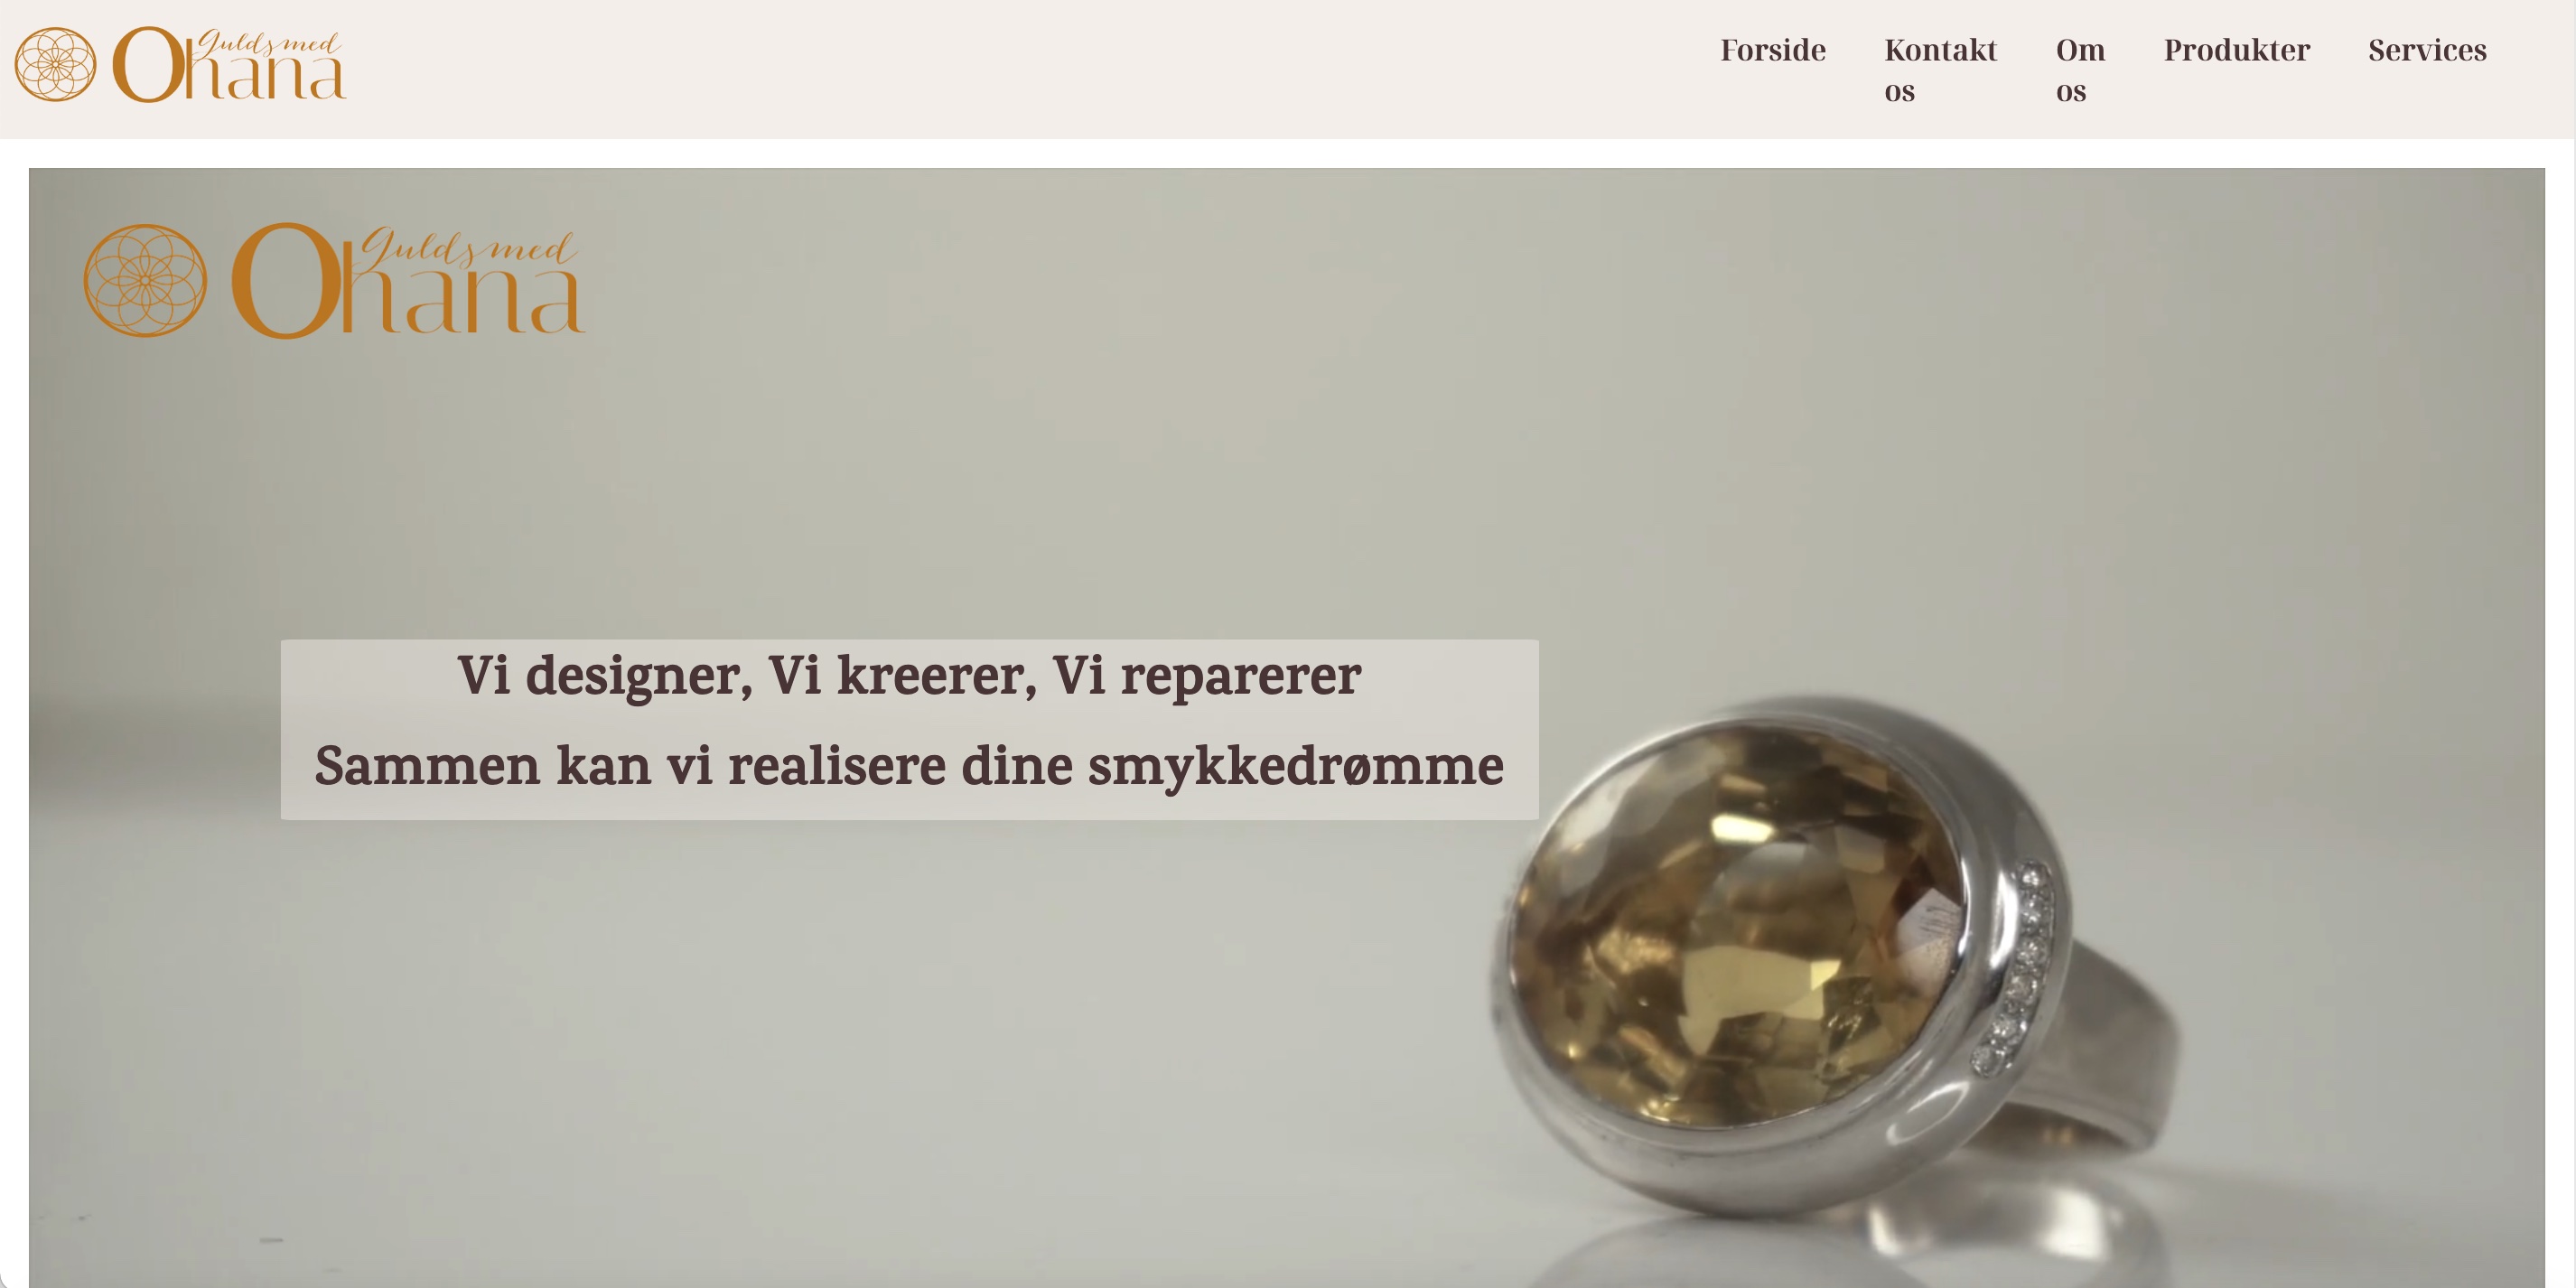 guldsmed
Ohana
Forside
Kontakt
os
Om
os
Produkter
Services
guldsmed
Ohana
Vi designer, Vi kreerer, Vi reparerer
Sammen kan vi realisere dine smykkedrømme